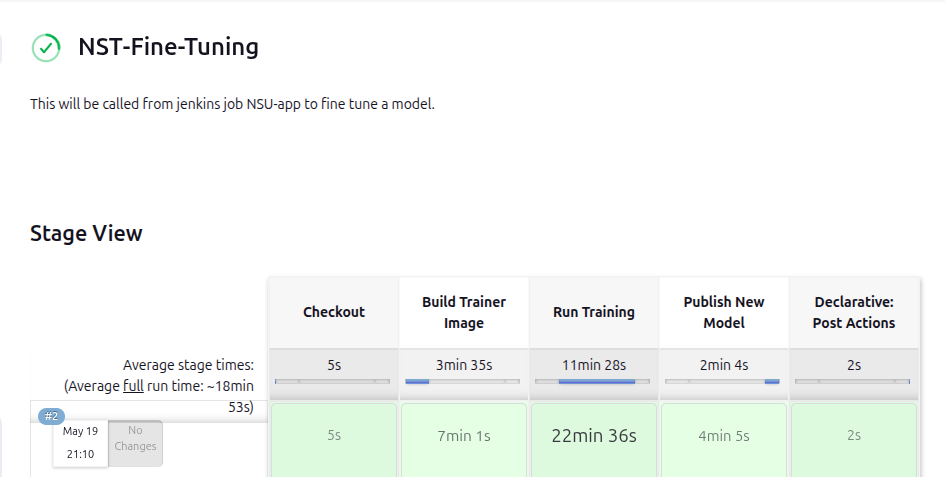 NST-Fine-Tuning
This will be called from jenkins job NSU-app to fine tune a model.
Stage View
Checkout
Build Trainer
Image
Run Training
Publish New
Model
Declarative:
Post Actions
Average stage times:
(Average full run time: ~18min
53s)
5s
3min 35s
11min 28s
2min 4s
2s
#2
May 19
21:10
No
Changes
5s
7min 1s
22min 36s
4min 5s
2s